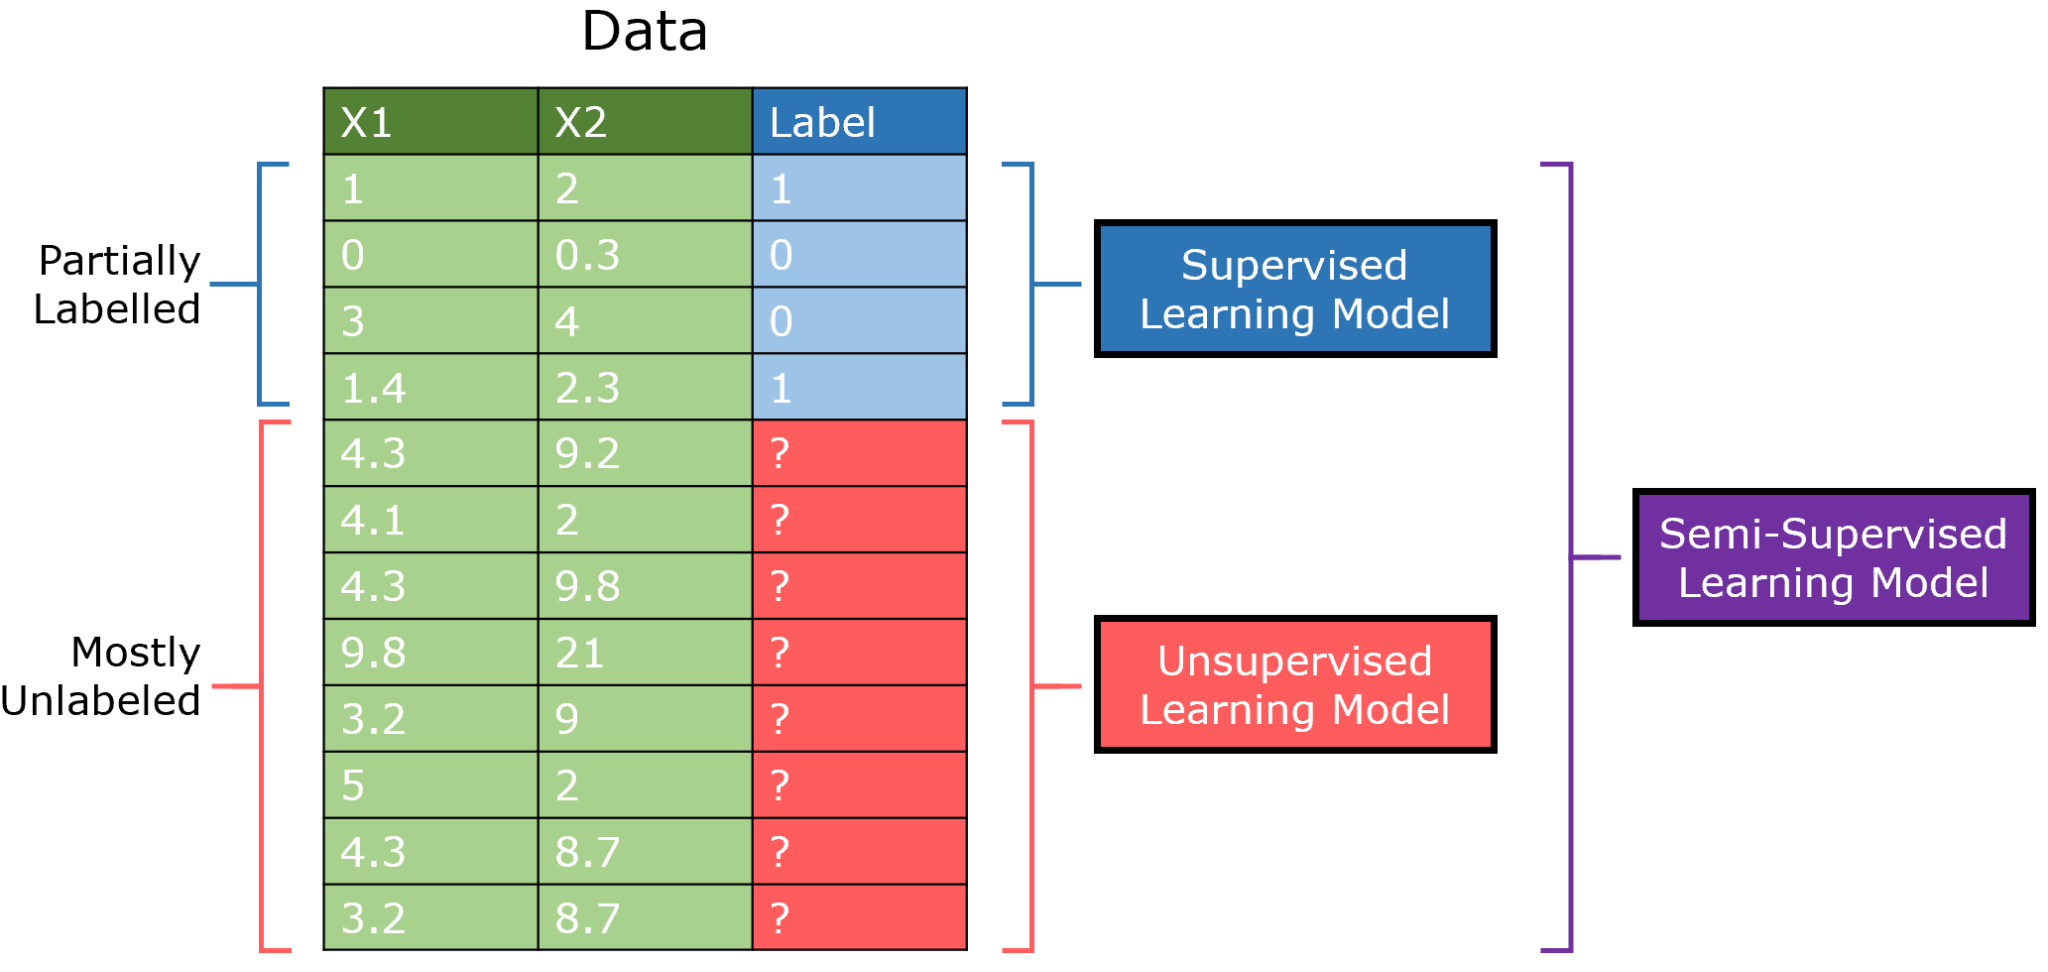 Data
X1 X2 Label
1 2 1
0 0.3 0
3 4 0
1.4 2.3 1
4.3 9.2 ?
4.1 2 ?
4.3 9.8 ?
9.8 21 ?
3.2 9 ?
5 2 ?
4.3 8.7 ?
3.2 8.7 ?
Partially
Labelled
Mostly
Unlabeled
Supervised
Learning Model
Unsupervised
Learning Model
Semi-Supervised
Learning Model